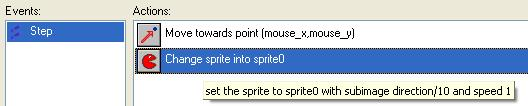 Events:
Actions:
Step
Move towards point (mouse_x,mouse_y)
Change sprite into sprite0
set the sprite to sprite0 with subimage direction/10 and speed 1